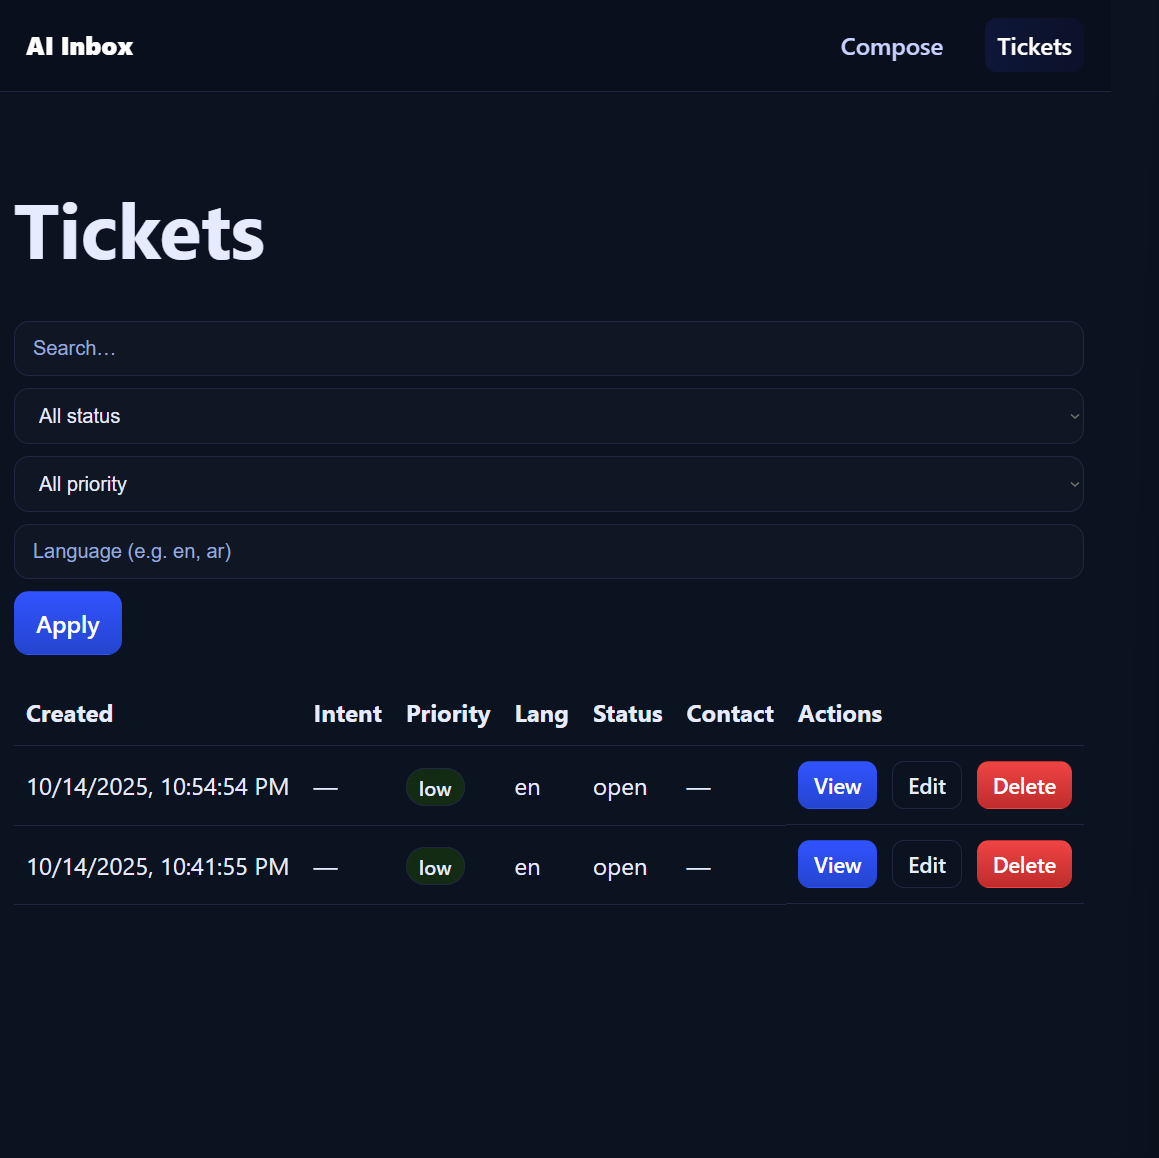 AI Inbox Compose Tickets
Tickets
Search…
All status
All priority
Language (e.g. en, ar)
Apply
Created Intent Priority Lang Status Contact Actions
10/14/2025, 10:54:54 PM — low en open — View Edit Delete
10/14/2025, 10:41:55 PM — low en open — View Edit Delete